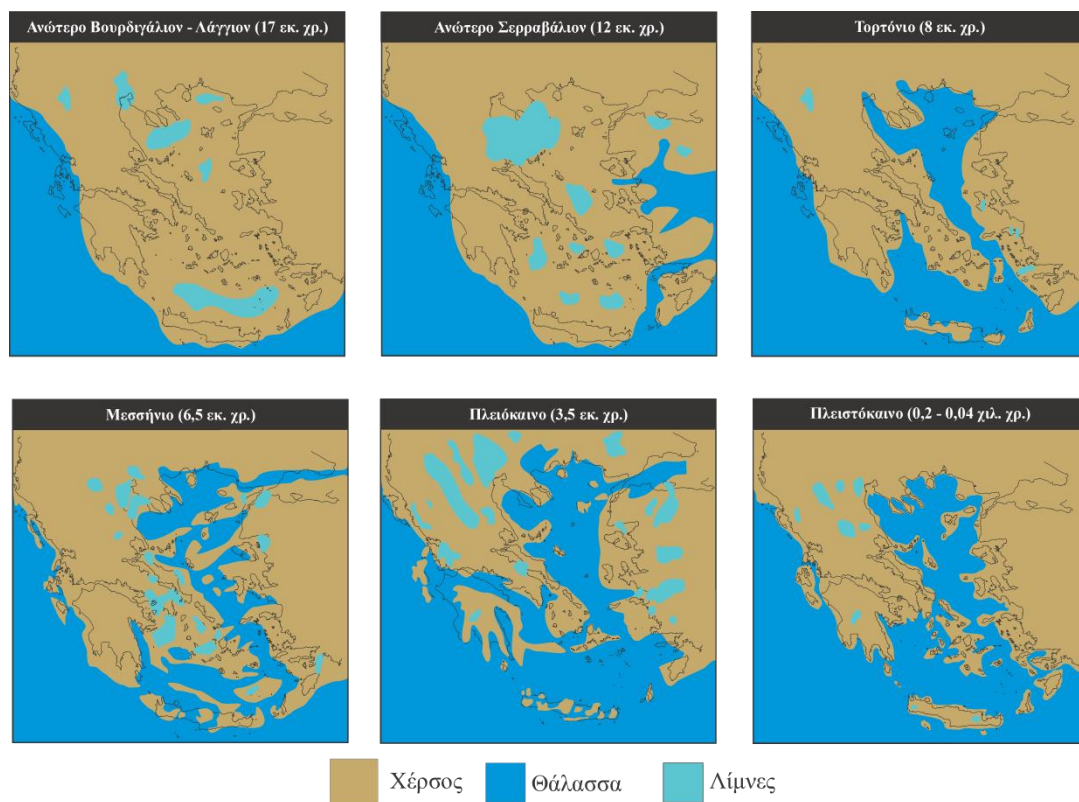 Ανώτερο Βουρδιγάλιον - Λάγγιον (17 εκ. χρ.)
Ανώτερο Σερραβάλιον (12 εκ. χρ.)
Τορτόνιο (8 εκ. χρ.)
Μεσσήνιο (6,5 εκ. χρ.)
Πλειόκαινο (3,5 εκ. χρ.)
Πλειστόκαινο (0,2 - 0,04 χιλ. χρ.)
Χέρσος
Θάλασσα
Λίμνες